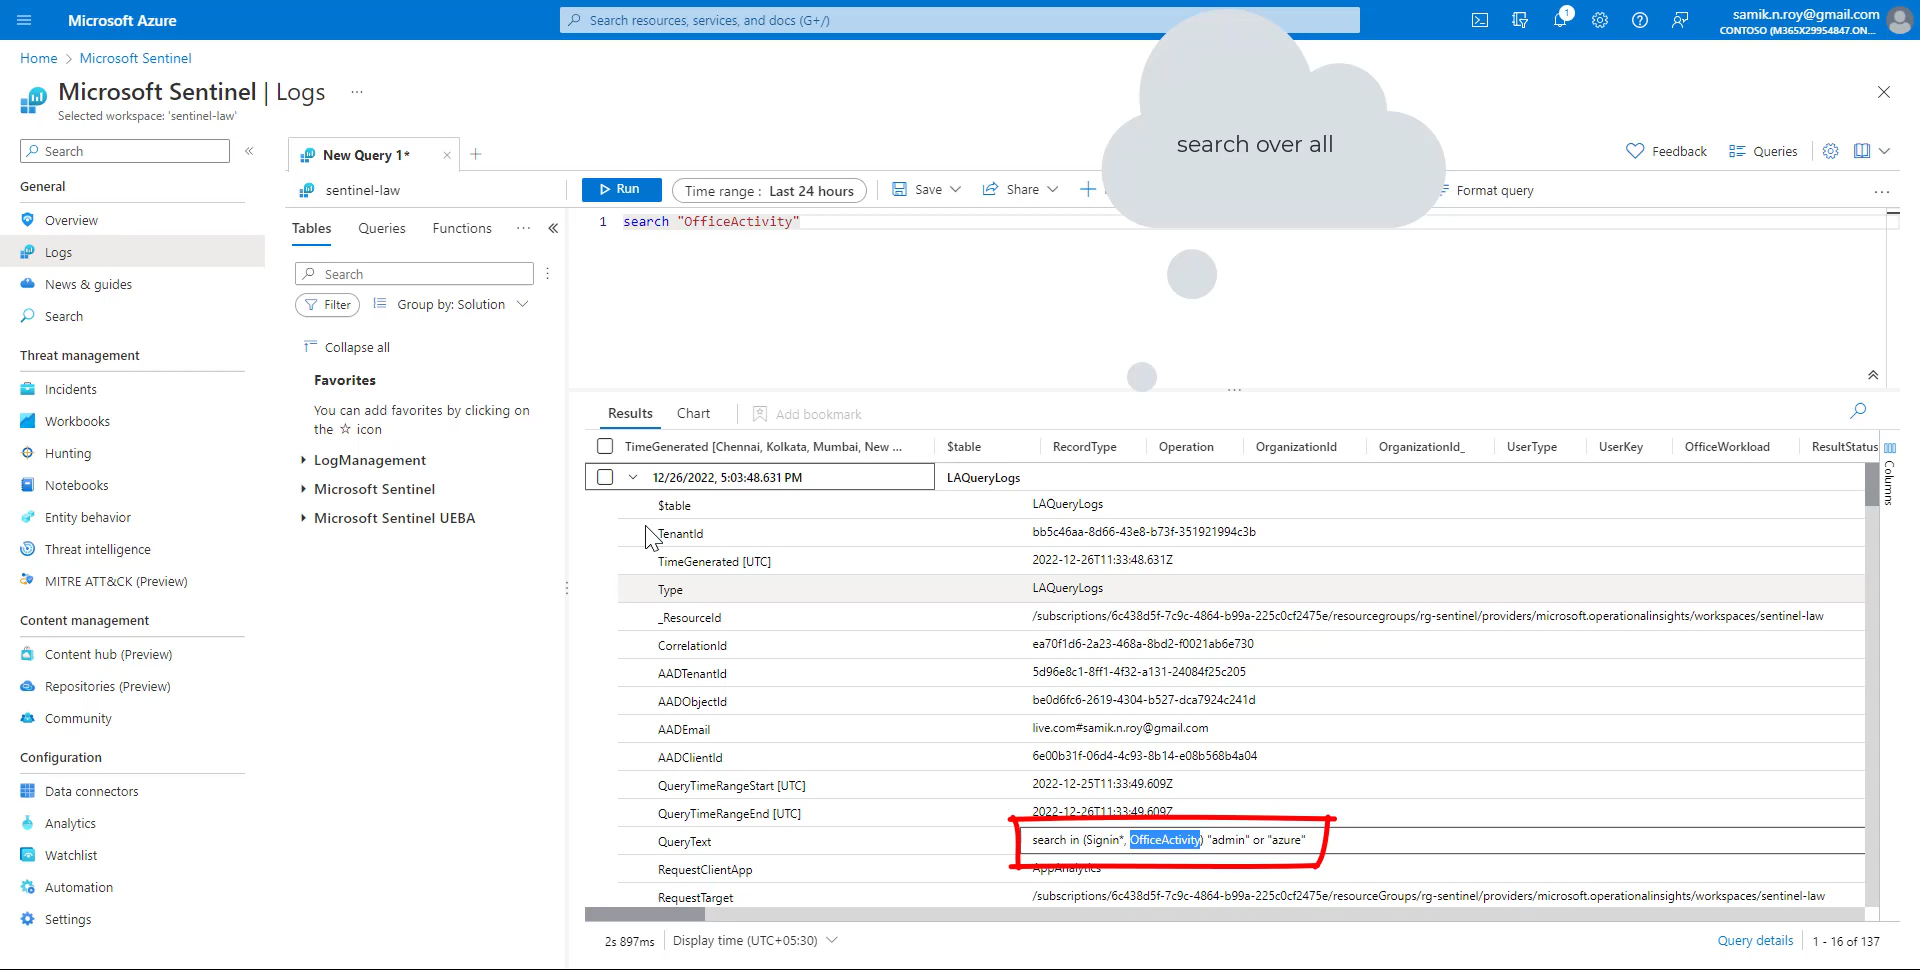 Microsoft Azure
Search resources, services, and docs (G+/)
1
samik.n.roy@gmail.com
CONTOSO (M365X29954847.ON...
Home > Microsoft Sentinel
Microsoft Sentinel | Logs ...
Selected workspace: 'sentinel-law'
Search
«
General
Overview
Logs
News & guides
Search
Threat management
Incidents
Workbooks
Hunting
Notebooks
Entity behavior
Threat intelligence
MITRE ATT&CK (Preview)
Content management
Content hub (Preview)
Repositories (Preview)
Community
Configuration
Data connectors
Analytics
Watchlist
Automation
Settings
New Query 1*
sentinel-law
Tables Queries Functions ... «
Search
Filter Group by: Solution
Collapse all
Favorites
You can add favorites by clicking on
the ☆ icon
LogManagement
Microsoft Sentinel
Microsoft Sentinel UEBA
search over all
Feedback Queries
Run Time range : Last 24 hours Save Share Format query ...
1 search "OfficeActivity"
Results Chart Add bookmark
TimeGenerated [Chennai, Kolkata, Mumbai, New ... $table RecordType Operation OrganizationId OrganizationId_ UserType UserKey OfficeWorkload ResultStatus
Columns
12/26/2022, 5:03:48.631 PM LAQueryLogs
$table LAQueryLogs
TenantId bb5c46aa-8d66-43e8-b73f-351921994c3b
TimeGenerated [UTC] 2022-12-26T11:33:48.631Z
Type LAQueryLogs
_ResourceId /subscriptions/6c438d5f-7c9c-4864-b99a-225c0cf2475e/resourcegroups/rg-sentinel/providers/microsoft.operationalinsights/workspaces/sentinel-law
CorrelationId ea70f1d6-2a23-468a-8bd2-f0021ab6e730
AADTenantId 5d96e8c1-8ff1-4f32-a131-24084f25c205
AADObjectId be0d6fc6-2619-4304-b527-dca7924c241d
AADEmail live.com#samik.n.roy@gmail.com
AADClientId 6e00b31f-06d4-4c93-8b14-e08b568b4a04
QueryTimeRangeStart [UTC] 2022-12-25T11:33:49.609Z
QueryTimeRangeEnd [UTC] 2022-12-26T11:33:49.609Z
QueryText search in (Signin*, OfficeActivity) "admin" or "azure"
RequestClientApp AppAnalytics
RequestTarget /subscriptions/6c438d5f-7c9c-4864-b99a-225c0cf2475e/resourceGroups/rg-sentinel/providers/microsoft.operationalinsights/workspaces/sentinel-law
2s 897ms Display time (UTC+05:30) Query details 1 - 16 of 137